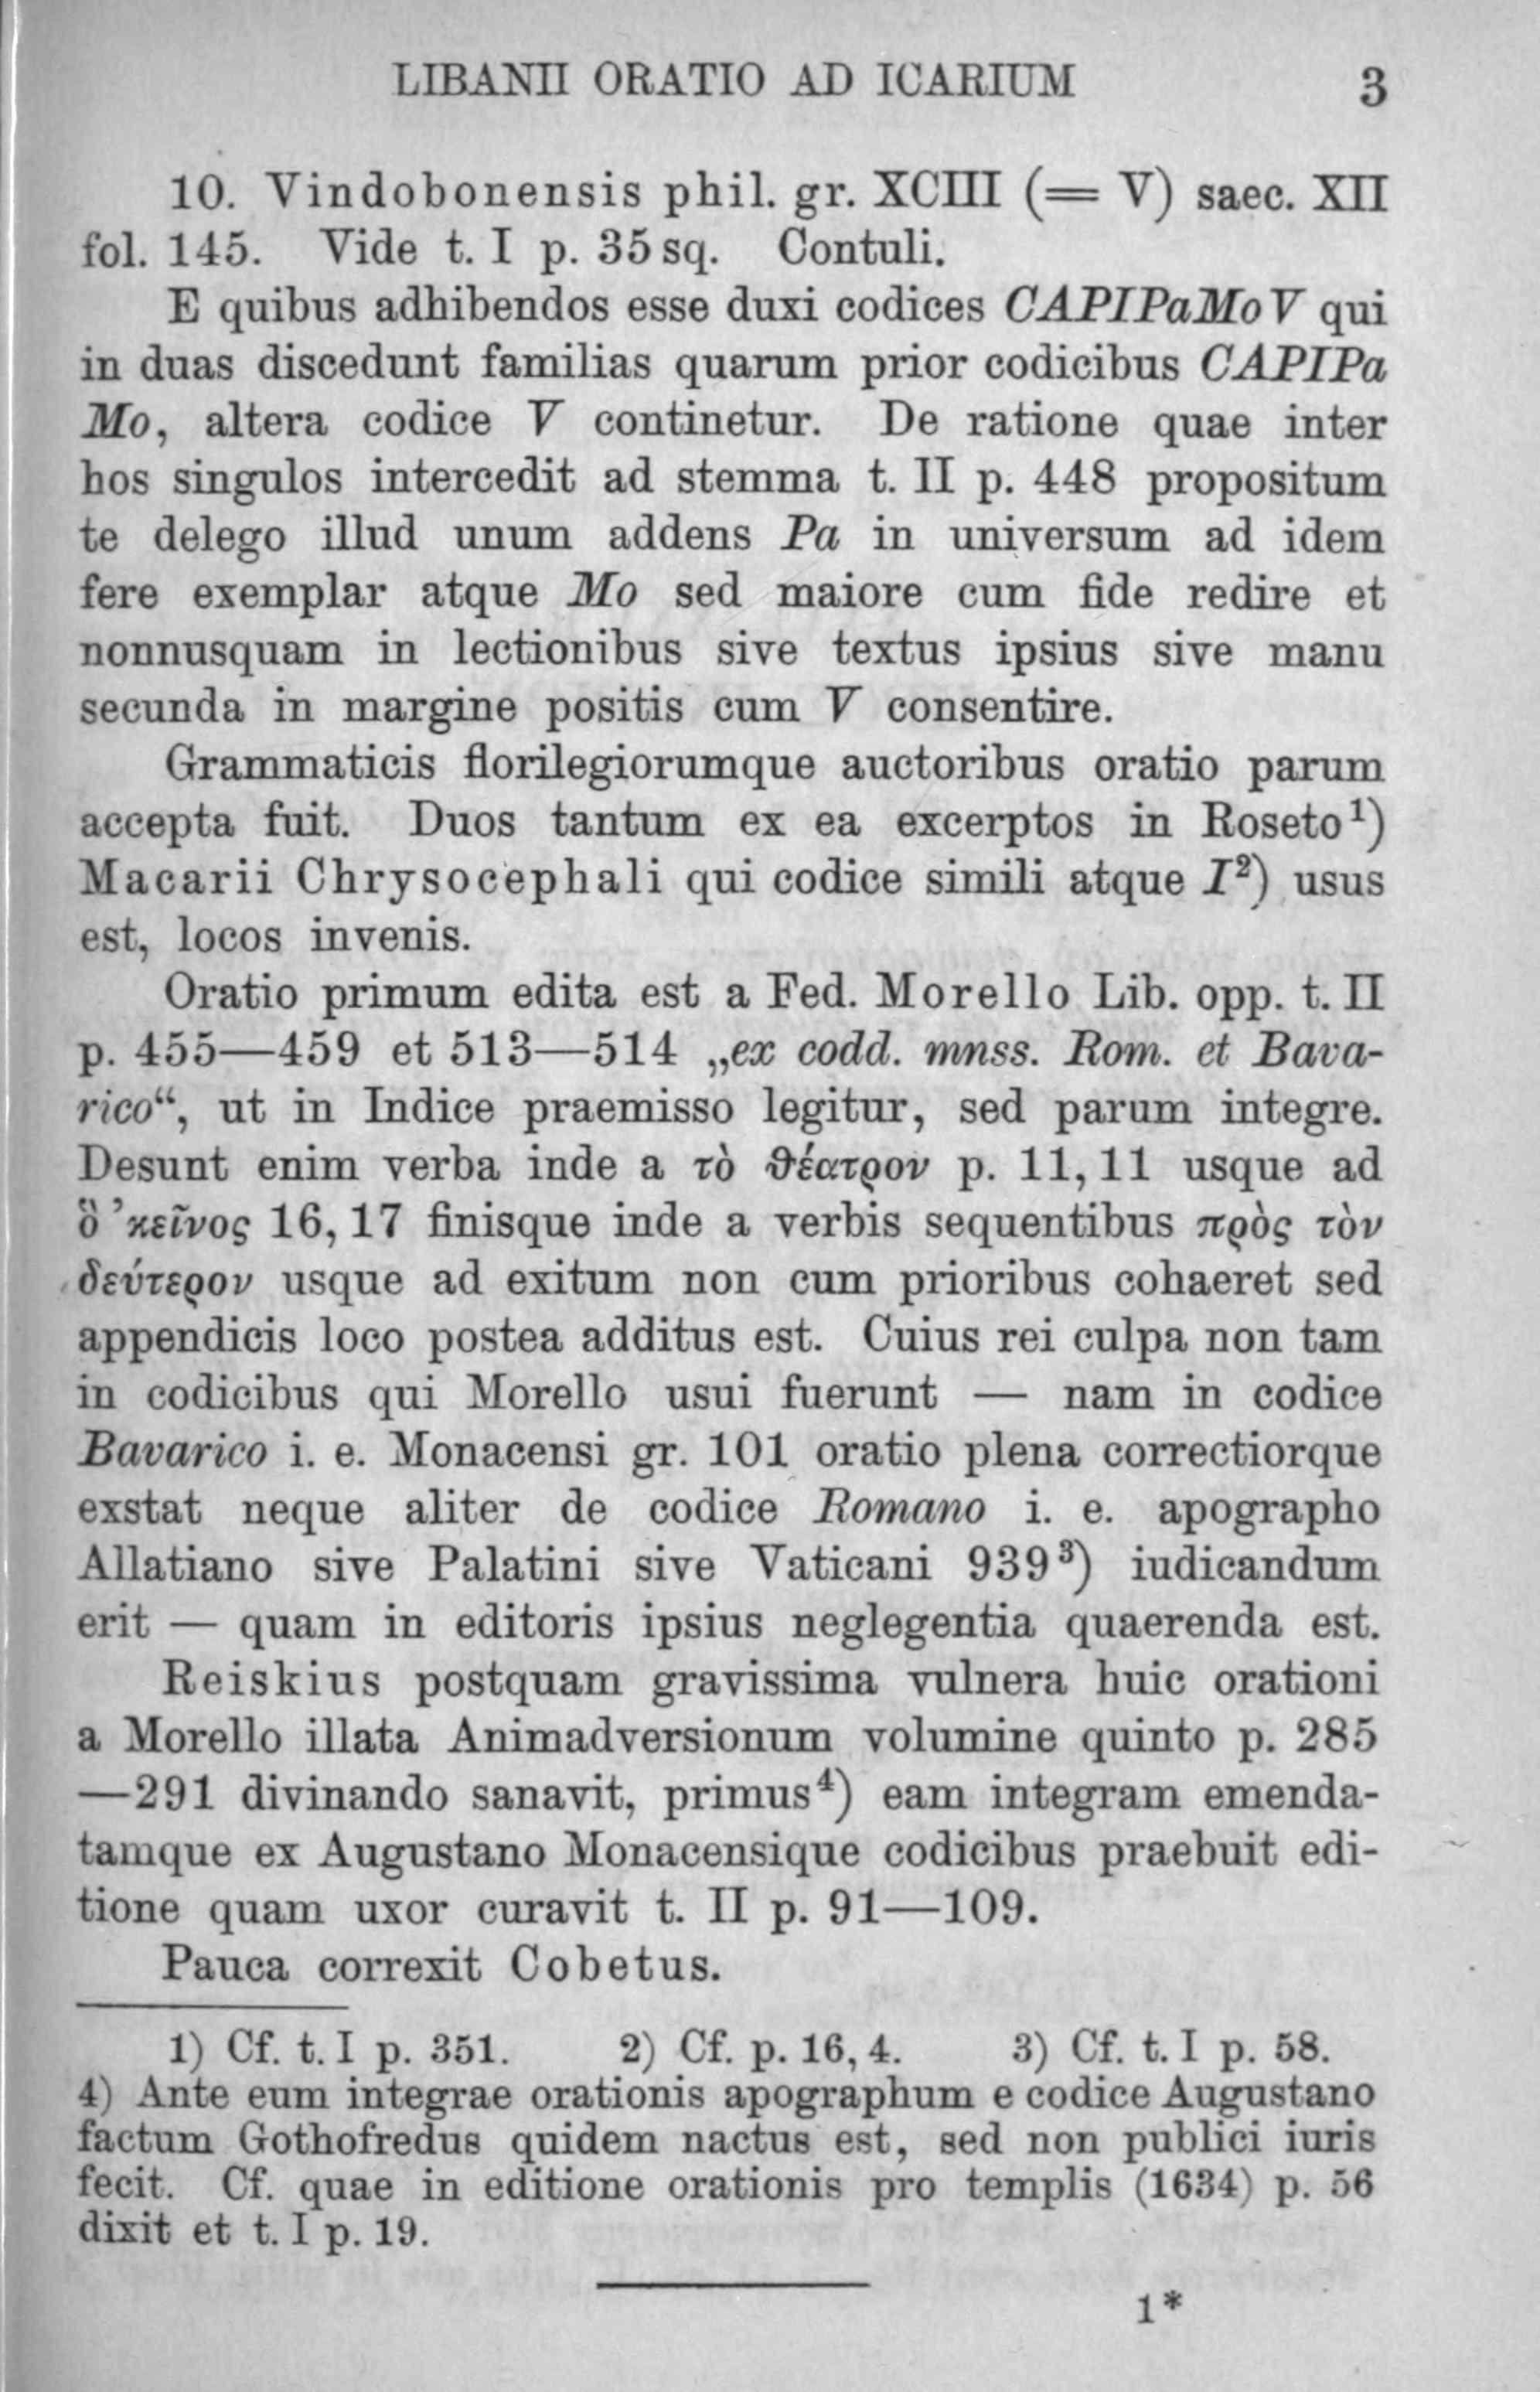 LIBANII ORATIO AD ICARIUM 3
10. Vindobonensis phil. gr. XCIII (= V) saec. XII
fol. 145. Vide t. I p. 35 sq. Contuli.
E quibus adhibendos esse duxi codices CAPIPaMoV qui
in duas discedunt familias quarum prior codicibus CAPIPa
Mo, altera codice V continetur. De ratione quae inter
hos singulos intercedit ad stemma t. II p. 448 propositum
te delego illud unum addens Pa in universum ad idem
fere exemplar atque Mo sed maiore cum fide redire et
nonnusquam in lectionibus sive textus ipsius sive manu
secunda in margine positis cum V consentire.
Grammaticis florilegiorumque auctoribus oratio parum
accepta fuit. Duos tantum ex ea excerptos in Roseto¹)
Macarii Chrysocephali qui codice simili atque I²) usus
est, locos invenis.
Oratio primum edita est a Fed. Morello Lib. opp. t. II
p. 455—459 et 513—514 „ex codd. mnss. Rom. et Bava-
rico“, ut in Indice praemisso legitur, sed parum integre.
Desunt enim verba inde a τὸ θέατρον p. 11, 11 usque ad
ὃ ’κεῖνος 16, 17 finisque inde a verbis sequentibus πρὸς τὸν
δεύτερον usque ad exitum non cum prioribus cohaeret sed
appendicis loco postea additus est. Cuius rei culpa non tam
in codicibus qui Morello usui fuerunt — nam in codice
Bavarico i. e. Monacensi gr. 101 oratio plena correctiorque
exstat neque aliter de codice Romano i. e. apographo
Allatiano sive Palatini sive Vaticani 939³) iudicandum
erit — quam in editoris ipsius neglegentia quaerenda est.
Reiskius postquam gravissima vulnera huic orationi
a Morello illata Animadversionum volumine quinto p. 285
—291 divinando sanavit, primus⁴) eam integram emenda-
tamque ex Augustano Monacensique codicibus praebuit edi-
tione quam uxor curavit t. II p. 91—109.
Pauca correxit Cobetus.
1) Cf. t. I p. 351. 2) Cf. p. 16, 4. 3) Cf. t. I p. 58.
4) Ante eum integrae orationis apographum e codice Augustano
factum Gothofredus quidem nactus est, sed non publici iuris
fecit. Cf. quae in editione orationis pro templis (1634) p. 56
dixit et t. I p. 19.
1*